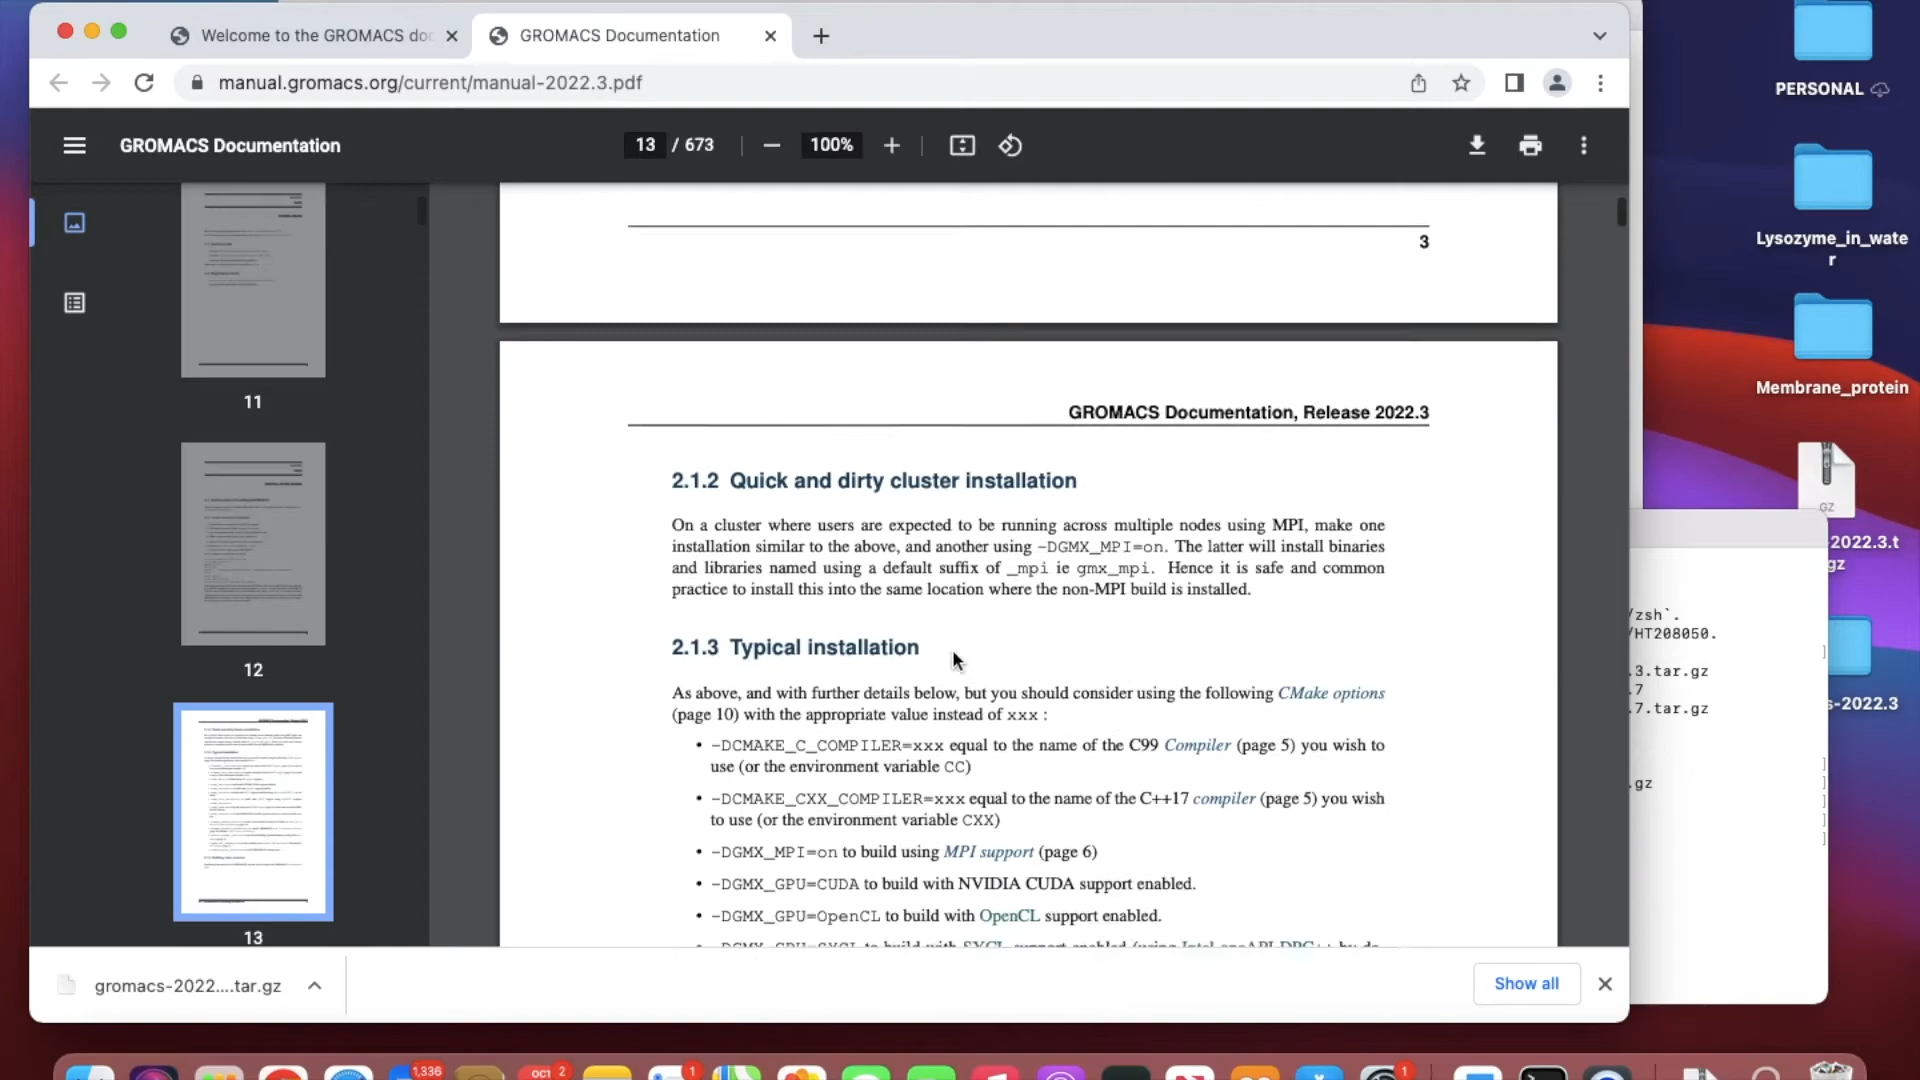 Welcome to the GROMACS doc
GROMACS Documentation
manual.gromacs.org/current/manual-2022.3.pdf
GROMACS Documentation
13 / 673
100%
11
12
13
3
GROMACS Documentation, Release 2022.3
2.1.2 Quick and dirty cluster installation
On a cluster where users are expected to be running across multiple nodes using MPI, make one
installation similar to the above, and another using -DGMX_MPI=on. The latter will install binaries
and libraries named using a default suffix of _mpi ie gmx_mpi. Hence it is safe and common
practice to install this into the same location where the non-MPI build is installed.
2.1.3 Typical installation
As above, and with further details below, but you should consider using the following CMake options
(page 10) with the appropriate value instead of xxx :
• -DCMAKE_C_COMPILER=xxx equal to the name of the C99 Compiler (page 5) you wish to
use (or the environment variable CC)
• -DCMAKE_CXX_COMPILER=xxx equal to the name of the C++17 compiler (page 5) you wish
to use (or the environment variable CXX)
• -DGMX_MPI=on to build using MPI support (page 6)
• -DGMX_GPU=CUDA to build with NVIDIA CUDA support enabled.
• -DGMX_GPU=OpenCL to build with OpenCL support enabled.
gromacs-2022....tar.gz
Show all
PERSONAL
Lysozyme_in_wate
r
Membrane_protein
GZ
2022.3.t
gz
s-2022.3
/zsh`.
/HT208050.
]
.3.tar.gz
.7
.7.tar.gz
]
.gz ]
]
]
]
1,336
OCT 2
1
1